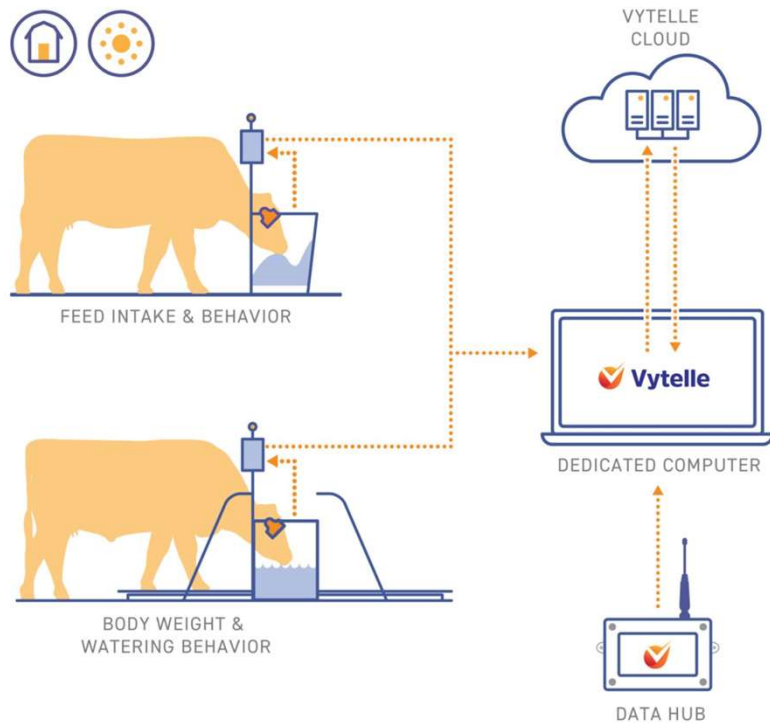 VYTELLE
CLOUD
FEED INTAKE & BEHAVIOR
Vytelle
DEDICATED COMPUTER
BODY WEIGHT &
WATERING BEHAVIOR
DATA HUB